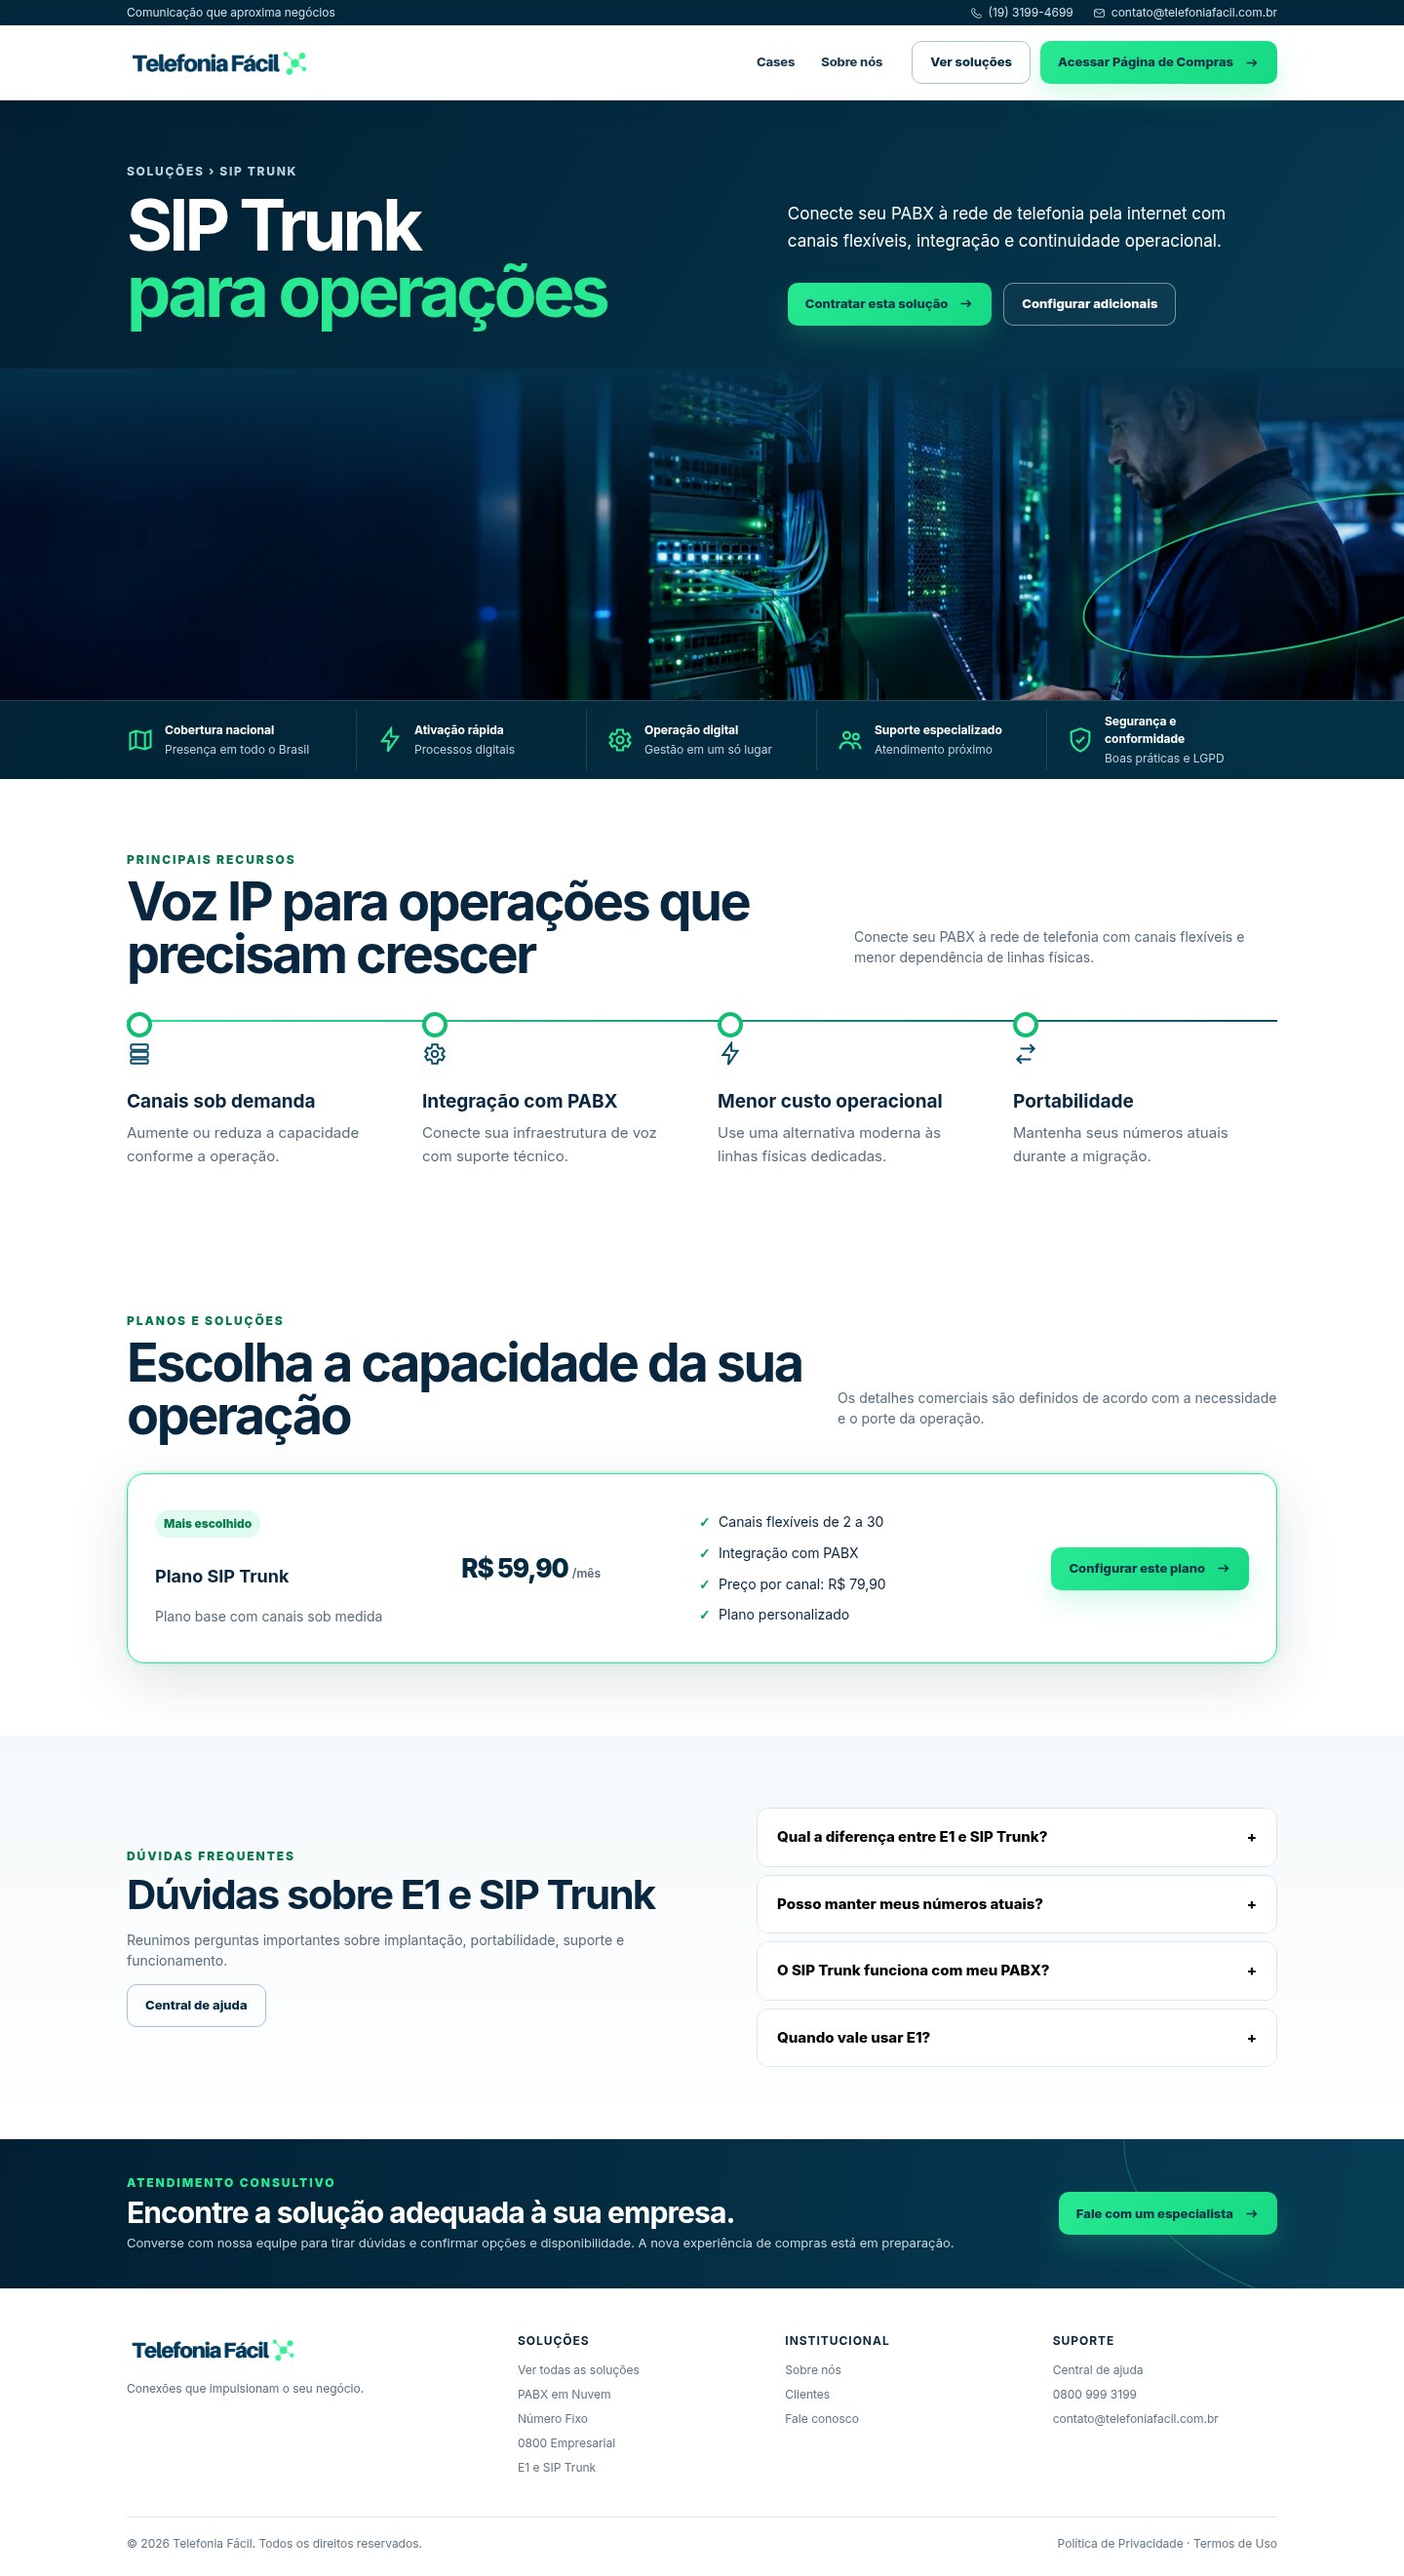 Comunicação que aproxima negócios
(19) 3199-4699
contato@telefoniafacil.com.br
Telefonia Fácil
Cases
Sobre nós
Ver soluções
Acessar Página de Compras →
SOLUÇÕES › SIP TRUNK
SIP Trunk
para operações
Conecte seu PABX à rede de telefonia pela internet com
canais flexíveis, integração e continuidade operacional.
Contratar esta solução →
Configurar adicionais
Cobertura nacional
Presença em todo o Brasil
Ativação rápida
Processos digitais
Operação digital
Gestão em um só lugar
Suporte especializado
Atendimento próximo
Segurança e
conformidade
Boas práticas e LGPD
PRINCIPAIS RECURSOS
Voz IP para operações que
precisam crescer
Conecte seu PABX à rede de telefonia com canais flexíveis e
menor dependência de linhas físicas.
Canais sob demanda
Aumente ou reduza a capacidade
conforme a operação.
Integração com PABX
Conecte sua infraestrutura de voz
com suporte técnico.
Menor custo operacional
Use uma alternativa moderna às
linhas físicas dedicadas.
Portabilidade
Mantenha seus números atuais
durante a migração.
PLANOS E SOLUÇÕES
Escolha a capacidade da sua
operação
Os detalhes comerciais são definidos de acordo com a necessidade
e o porte da operação.
Mais escolhido
Plano SIP Trunk
Plano base com canais sob medida
R$ 59,90 /mês
✓ Canais flexíveis de 2 a 30
✓ Integração com PABX
✓ Preço por canal: R$ 79,90
✓ Plano personalizado
Configurar este plano →
DÚVIDAS FREQUENTES
Dúvidas sobre E1 e SIP Trunk
Reunimos perguntas importantes sobre implantação, portabilidade, suporte e
funcionamento.
Central de ajuda
Qual a diferença entre E1 e SIP Trunk? +
Posso manter meus números atuais? +
O SIP Trunk funciona com meu PABX? +
Quando vale usar E1? +
ATENDIMENTO CONSULTIVO
Encontre a solução adequada à sua empresa.
Converse com nossa equipe para tirar dúvidas e confirmar opções e disponibilidade. A nova experiência de compras está em preparação.
Fale com um especialista →
Telefonia Fácil
Conexões que impulsionam o seu negócio.
SOLUÇÕES
Ver todas as soluções
PABX em Nuvem
Número Fixo
0800 Empresarial
E1 e SIP Trunk
INSTITUCIONAL
Sobre nós
Clientes
Fale conosco
SUPORTE
Central de ajuda
0800 999 3199
contato@telefoniafacil.com.br
© 2026 Telefonia Fácil. Todos os direitos reservados.
Política de Privacidade · Termos de Uso